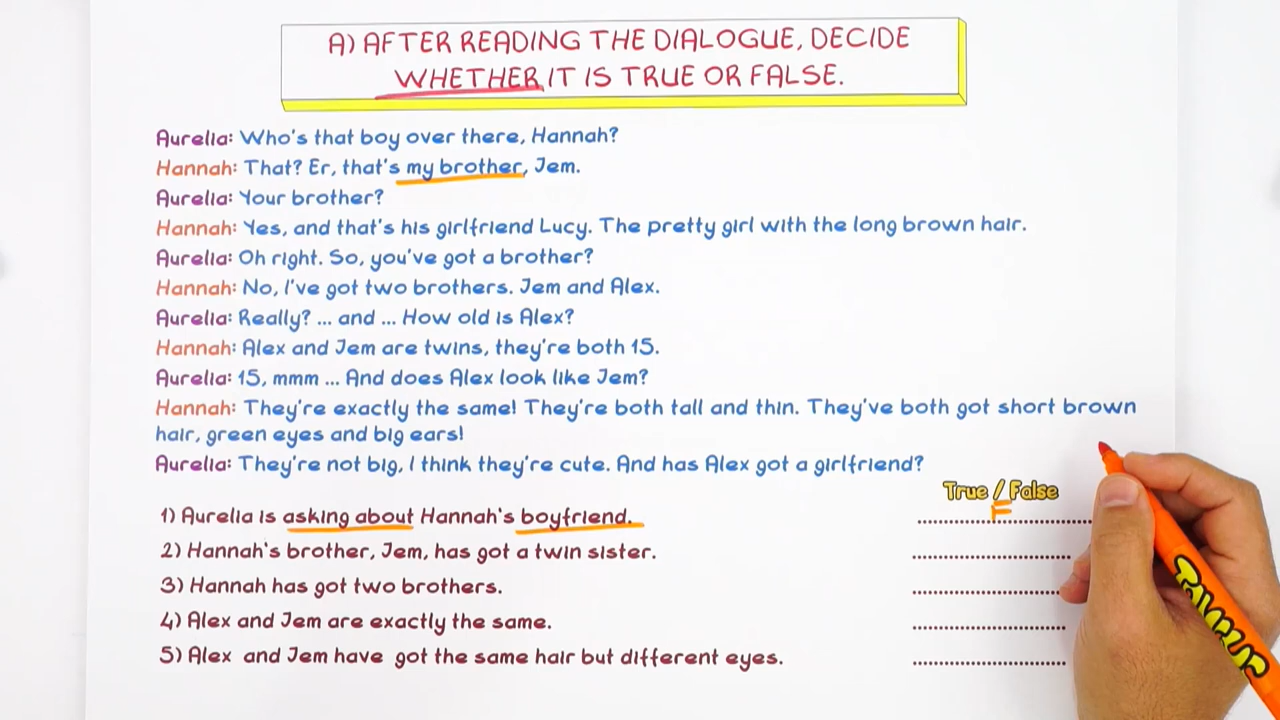 A) AFTER READING THE DIALOGUE, DECIDE
WHETHER IT IS TRUE OR FALSE.
Aurelia: Who's that boy over there, Hannah?
Hannah: That? Er, that's my brother, Jem.
Aurelia: Your brother?
Hannah: Yes, and that's his girlfriend Lucy. The pretty girl with the long brown hair.
Aurelia: Oh right. So, you've got a brother?
Hannah: No, I've got two brothers. Jem and Alex.
Aurelia: Really? ... and ... How old is Alex?
Hannah: Alex and Jem are twins, they're both 15.
Aurelia: 15, mmm ... And does Alex look like Jem?
Hannah: They're exactly the same! They're both tall and thin. They've both got short brown
hair, green eyes and big ears!
Aurelia: They're not big, I think they're cute. And has Alex got a girlfriend?
True / False
1) Aurelia is asking about Hannah's boyfriend. F
2) Hannah's brother, Jem, has got a twin sister.
3) Hannah has got two brothers.
4) Alex and Jem are exactly the same.
5) Alex and Jem have got the same hair but different eyes.